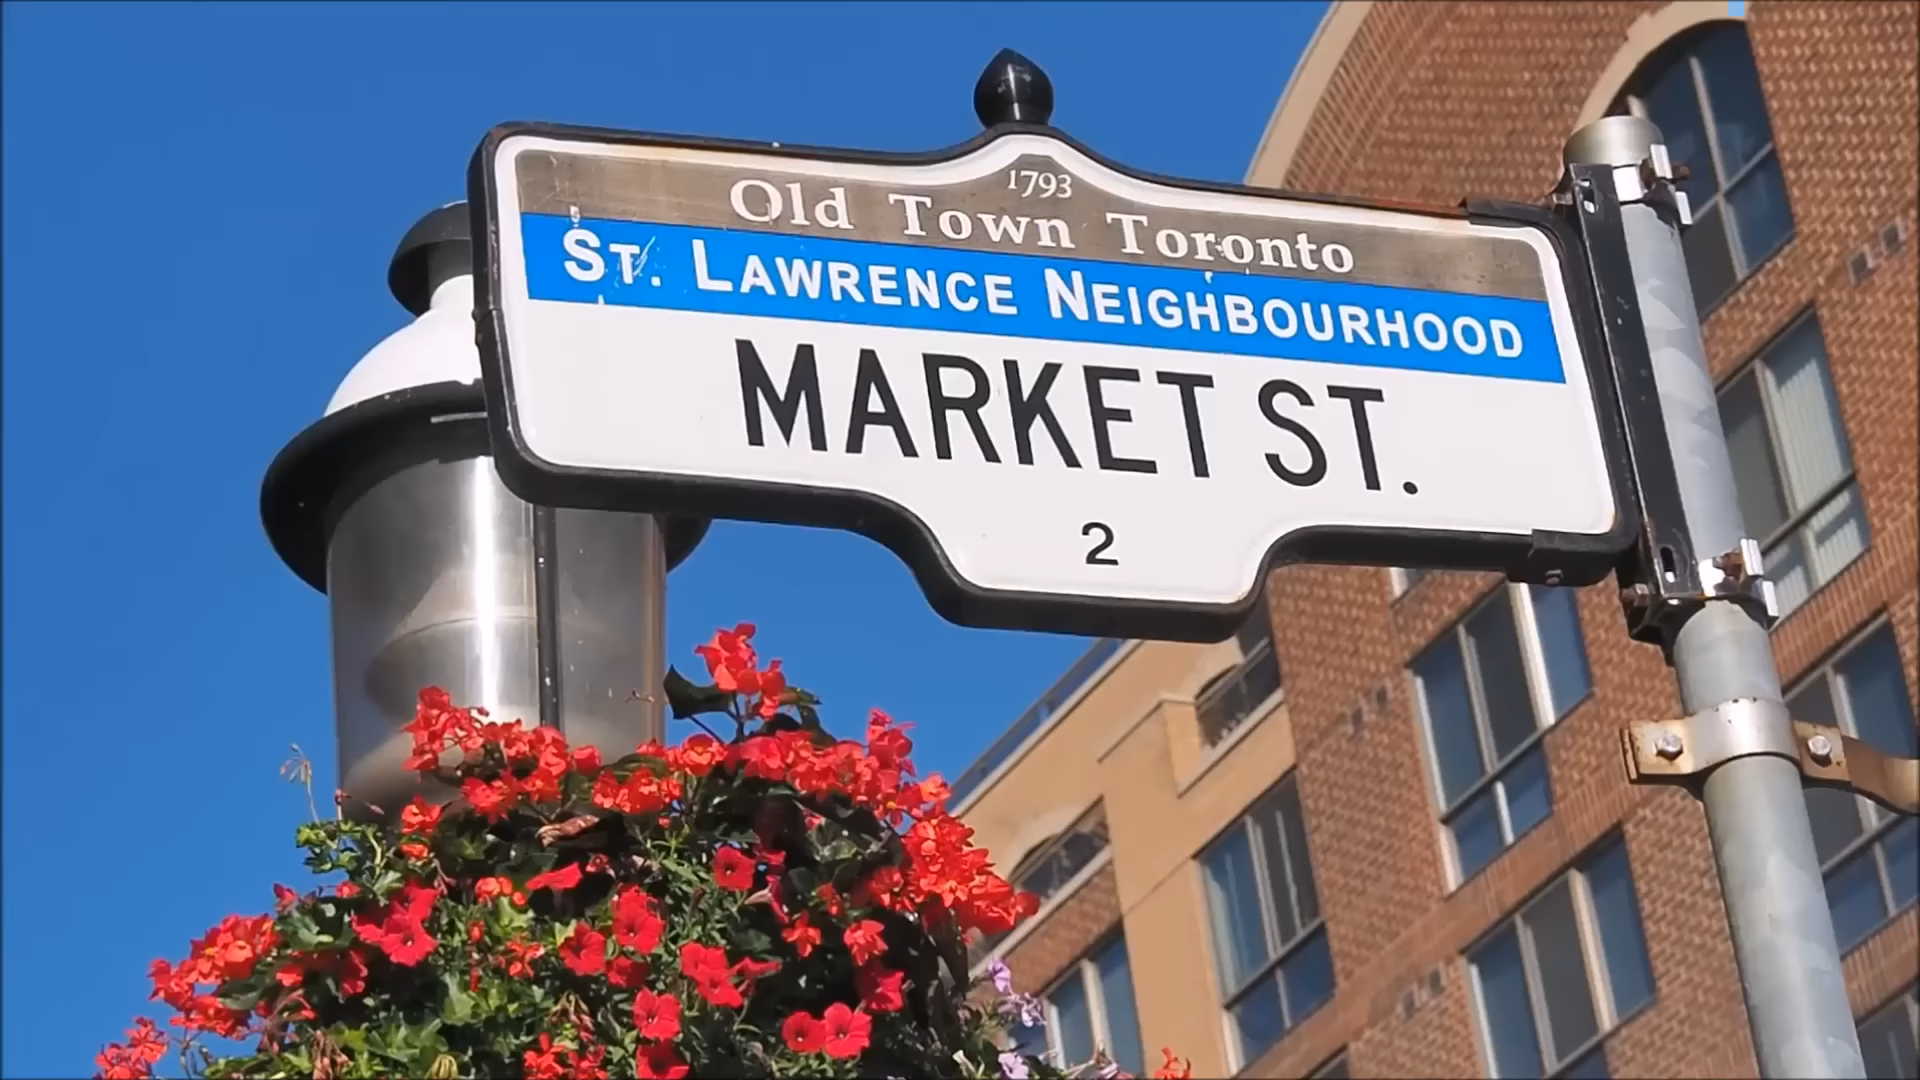 1793
Old Town Toronto
St. Lawrence Neighbourhood
MARKET ST.
2